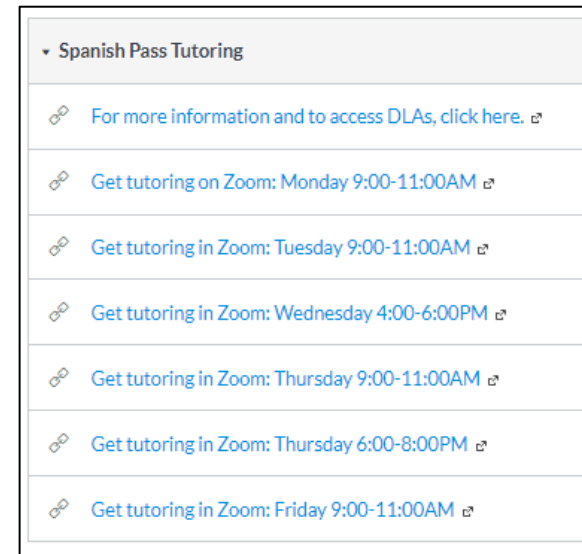 Spanish Pass Tutoring
For more information and to access DLAs, click here.
Get tutoring on Zoom: Monday 9:00-11:00AM
Get tutoring in Zoom: Tuesday 9:00-11:00AM
Get tutoring in Zoom: Wednesday 4:00-6:00PM
Get tutoring in Zoom: Thursday 9:00-11:00AM
Get tutoring in Zoom: Thursday 6:00-8:00PM
Get tutoring in Zoom: Friday 9:00-11:00AM